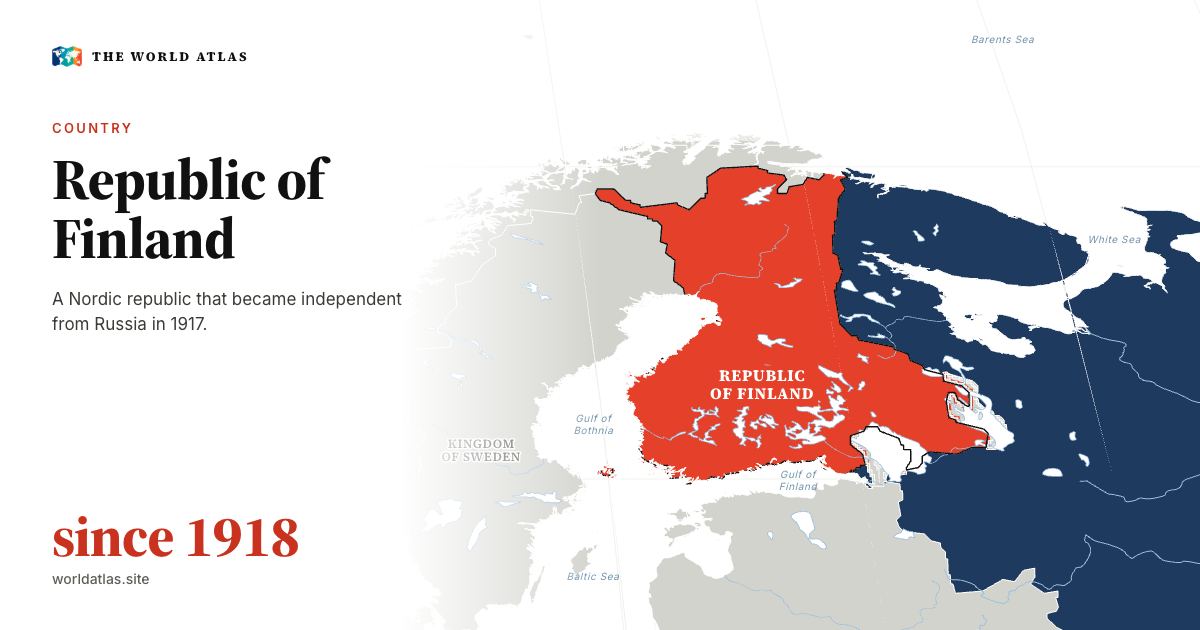 THE WORLD ATLAS
COUNTRY
Republic of
Finland
A Nordic republic that became independent
from Russia in 1917.
since 1918
worldatlas.site
Barents Sea
White Sea
REPUBLIC
OF FINLAND
Gulf of
Bothnia
KINGDOM
OF SWEDEN
Gulf of
Finland
Baltic Sea